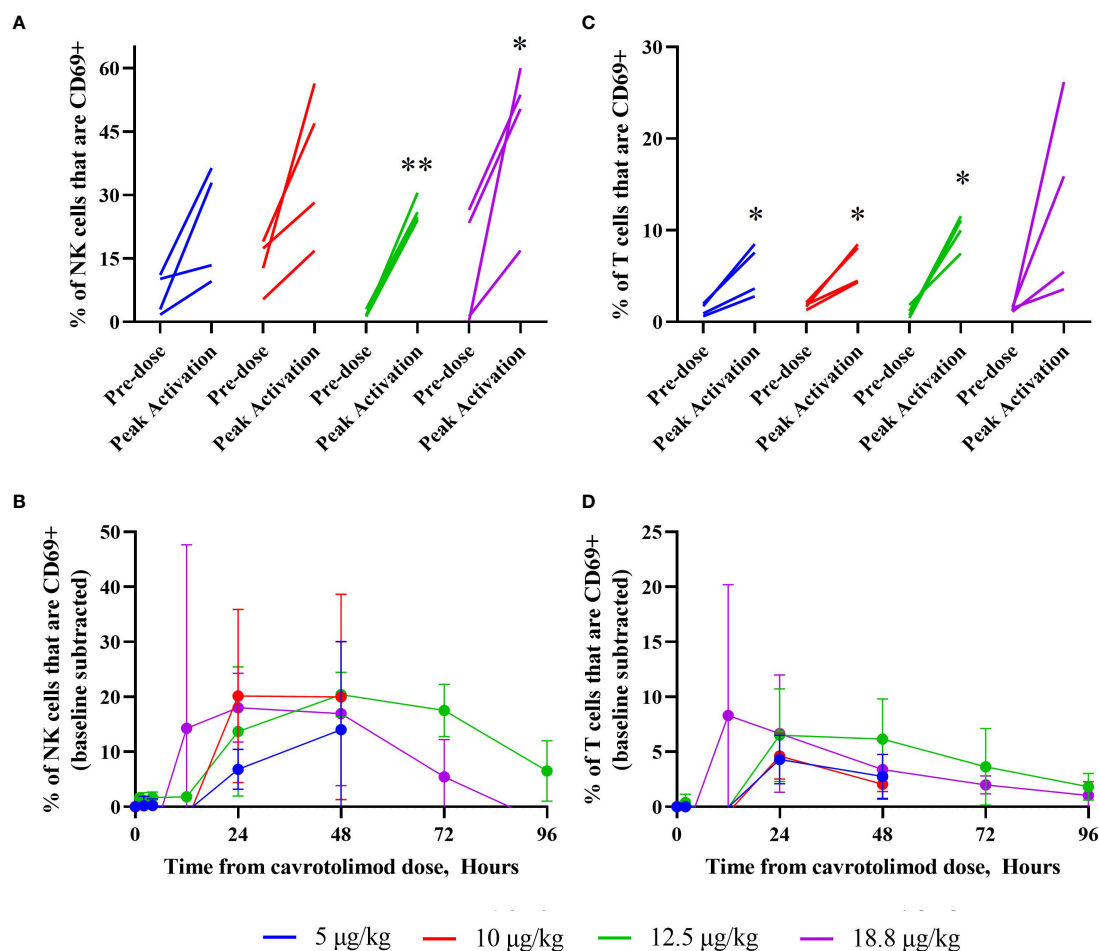 A
% of NK cells that are CD69+
60
45
30
15
0
*
**
Pre-dose
Peak Activation
Pre-dose
Peak Activation
Pre-dose
Peak Activation
Pre-dose
Peak Activation
C
% of T cells that are CD69+
30
20
10
0
*
*
*
Pre-dose
Peak Activation
Pre-dose
Peak Activation
Pre-dose
Peak Activation
Pre-dose
Peak Activation
B
% of NK cells that are CD69+
(baseline subtracted)
50
40
30
20
10
0
0 24 48 72 96
Time from cavrotolimod dose, Hours
D
% of T cells that are CD69+
(baseline subtracted)
25
20
15
10
5
0
0 24 48 72 96
Time from cavrotolimod dose, Hours
5 μg/kg 10 μg/kg 12.5 μg/kg 18.8 μg/kg